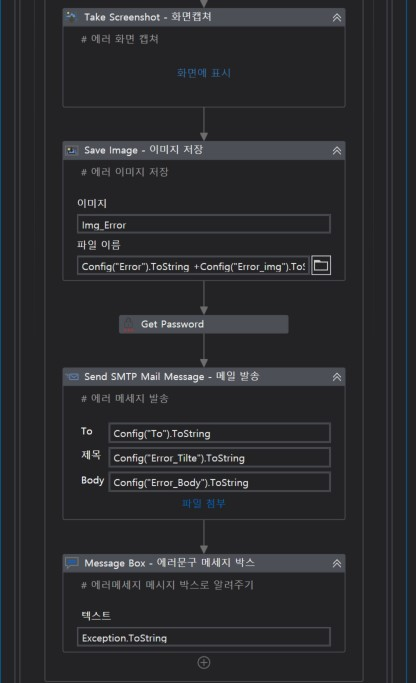 Take Screenshot - 화면캡쳐
# 에러 화면 캡쳐
화면에 표시
Save Image - 이미지 저장
# 에러 이미지 저장
이미지
Img_Error
파일 이름
Config("Error").ToString +Config("Error_img").ToS
Get Password
Send SMTP Mail Message - 메일 발송
# 에러 메세지 발송
To Config("To").ToString
제목 Config("Error_Tilte").ToString
Body Config("Error_Body").ToString
파일 첨부
Message Box - 에러문구 메세지 박스
# 에러메세지 메시지 박스로 알려주기
텍스트
Exception.ToString